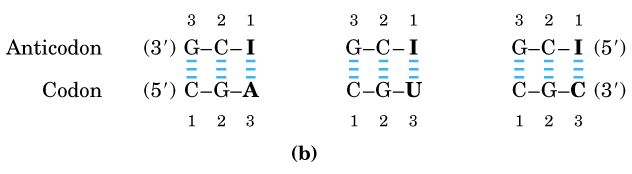 3 2 1 3 2 1 3 2 1
Anticodon (3′) G–C–I G–C–I G–C–I (5′)
Codon (5′) C–G–A C–G–U C–G–C (3′)
1 2 3 1 2 3 1 2 3
(b)